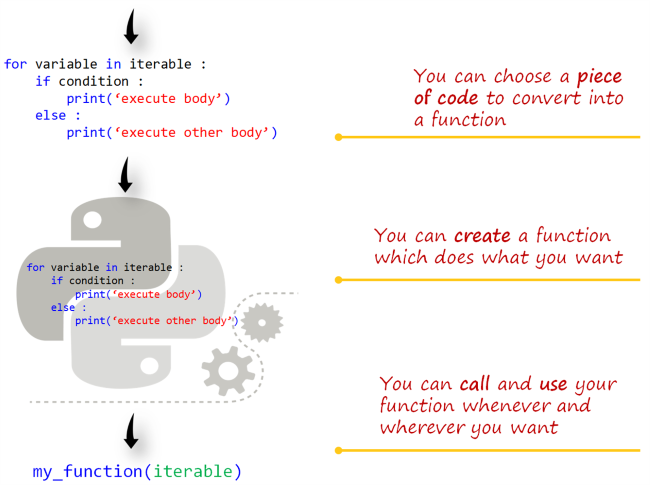 for variable in iterable :
    if condition :
        print(‘execute body’)
    else :
        print(‘execute other body’)
You can choose a piece
of code to convert into
a function
for variable in iterable :
    if condition :
        print(‘execute body’)
    else :
        print(‘execute other body’)
You can create a function
which does what you want
You can call and use your
function whenever and
wherever you want
my_function(iterable)